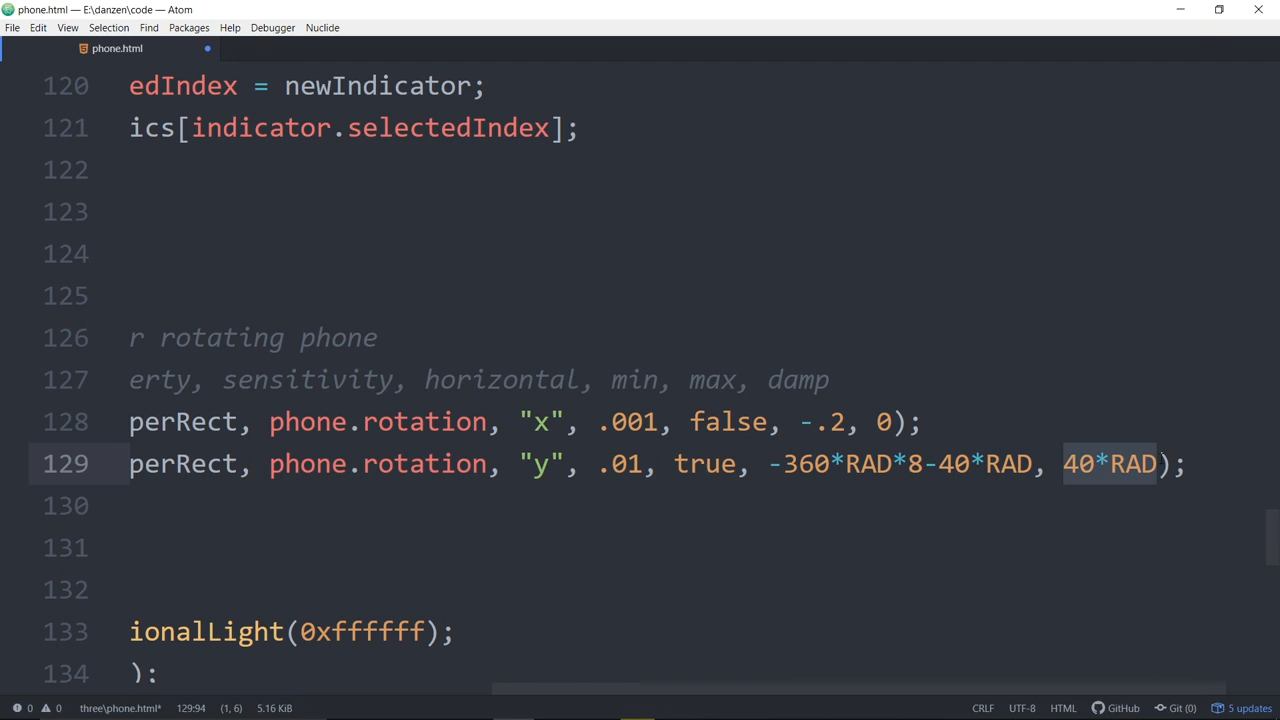 phone.html — E:\danzen\code — Atom
File Edit View Selection Find Packages Help Debugger Nuclide
phone.html
120 edIndex = newIndicator;
121 ics[indicator.selectedIndex];
122
123
124
125
126 r rotating phone
127 erty, sensitivity, horizontal, min, max, damp
128 perRect, phone.rotation, "x", .001, false, -.2, 0);
129 perRect, phone.rotation, "y", .01, true, -360*RAD*8-40*RAD, 40*RAD);
130
131
132
133 ionalLight(0xffffff);
134 );
0 0 three\phone.html* 129:94 (1, 6) 5.16 KiB CRLF UTF-8 HTML GitHub Git (0) 5 updates